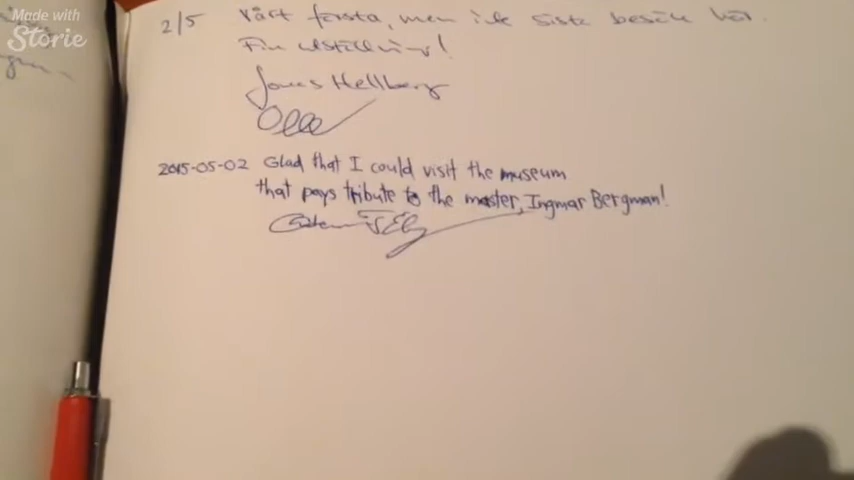 Made with
Storie
2/5 Vårt första, men inte sista besök här.
Fin utställning!
Jonas Hellberg
Olle
2015-05-02 Glad that I could visit the museum
that pays tribute to the master, Ingmar Bergman!